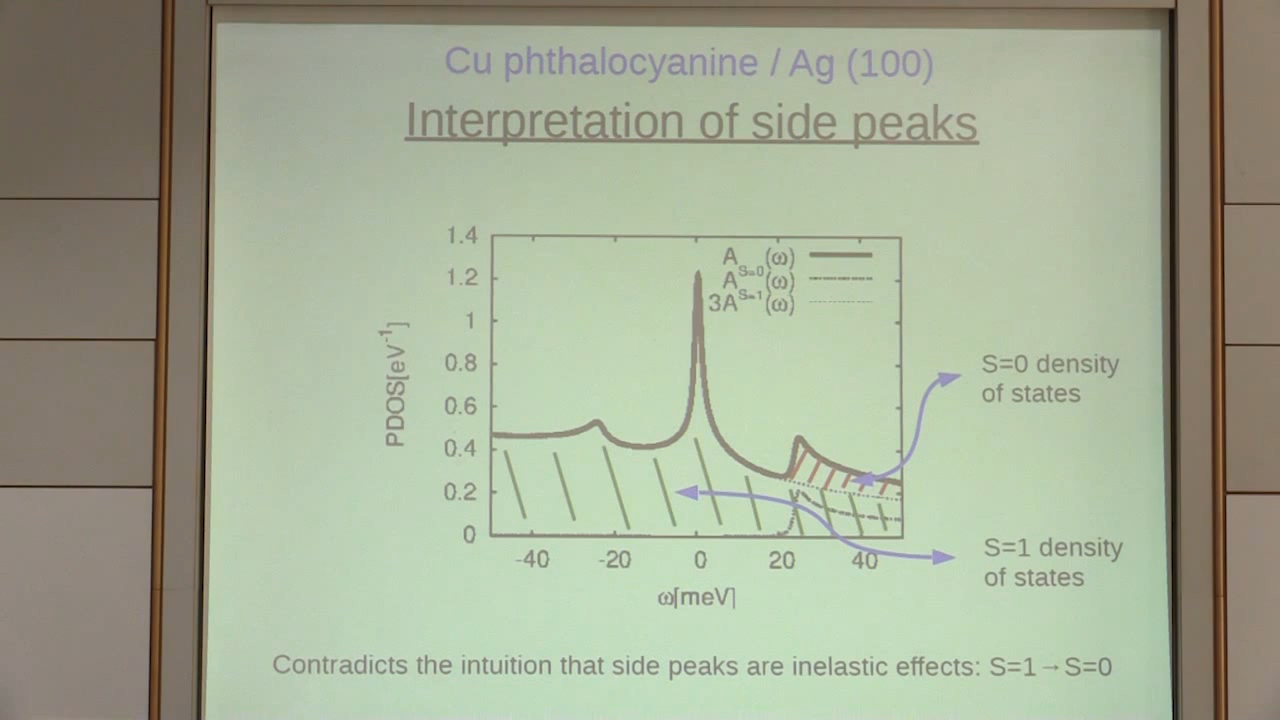 Cu phthalocyanine / Ag (100)
Interpretation of side peaks
1.4
1.2
1
0.8
0.6
0.4
0.2
0
PDOS[eV⁻¹]
A (ω)
A^S=0(ω)
3A^S=1(ω)
S=0 density
of states
S=1 density
of states
-40 -20 0 20 40
ω[meV]
Contradicts the intuition that side peaks are inelastic effects: S=1→S=0